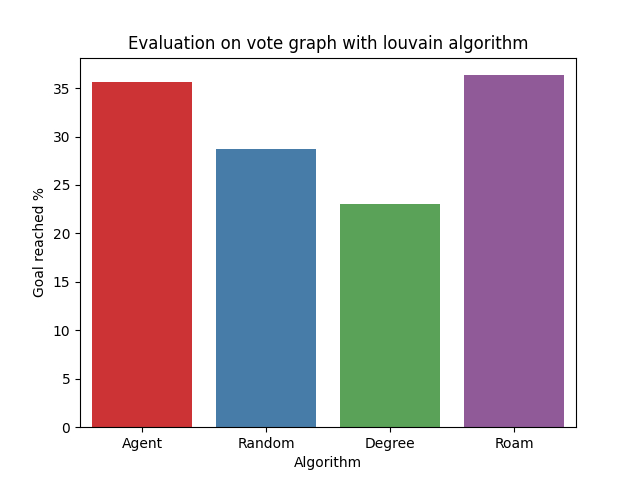 Evaluation on vote graph with louvain algorithm
Goal reached %
35
30
25
20
15
10
5
0
Agent Random Degree Roam
Algorithm